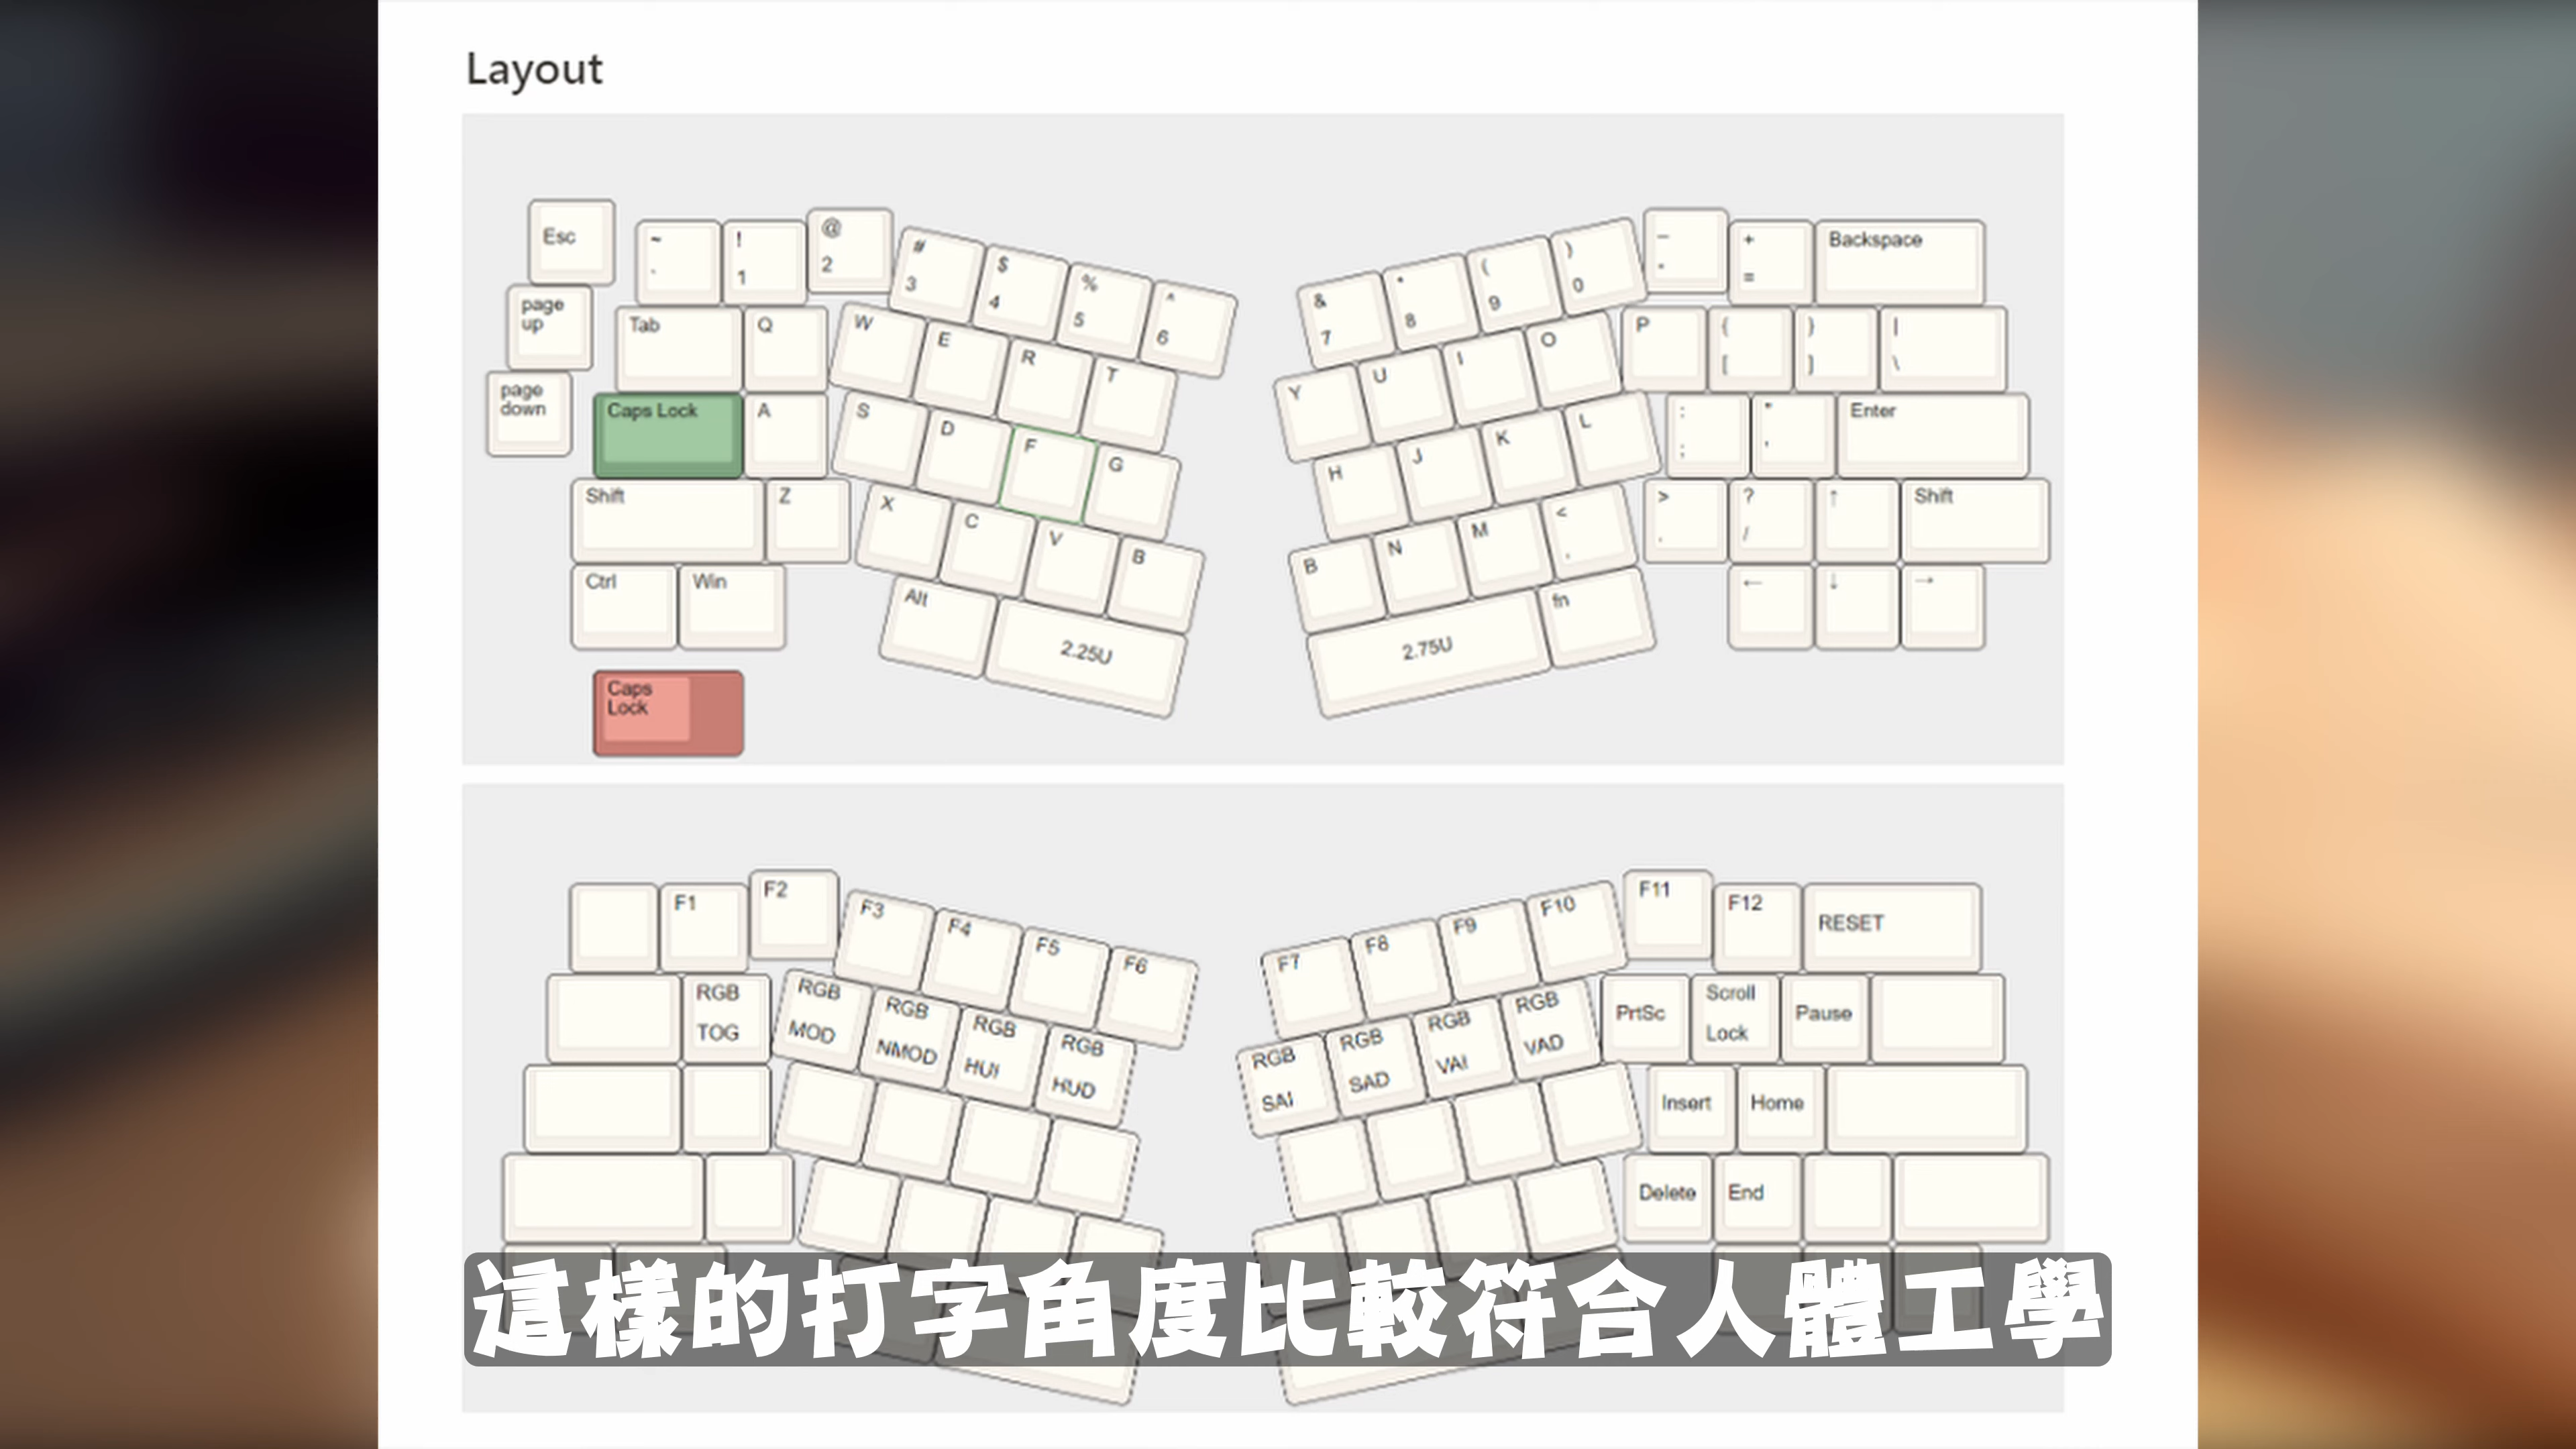 Layout
Esc
~ ` ! 1 @ 2 # 3 $ 4 % 5 ^ 6
& 7 * 8 ( 9 ) 0 _ - + = Backspace
page up
Tab Q W E R T
Y U I O P { [ } ] | \
page down
Caps Lock A S D F G
H J K L : ; " ' Enter
Shift Z X C V B
B N M < , > . ? / ↑ Shift
Ctrl Win Alt 2.25U
2.75U fn ← ↓ →
Caps Lock
F1 F2 F3 F4 F5 F6
F7 F8 F9 F10 F11 F12 RESET
RGB TOG RGB MOD RGB NMOD RGB HUI RGB HUD
RGB SAI RGB SAD RGB VAI RGB VAD PrtSc Scroll Lock Pause
Insert Home
Delete End
這樣的打字角度比較符合人體工學